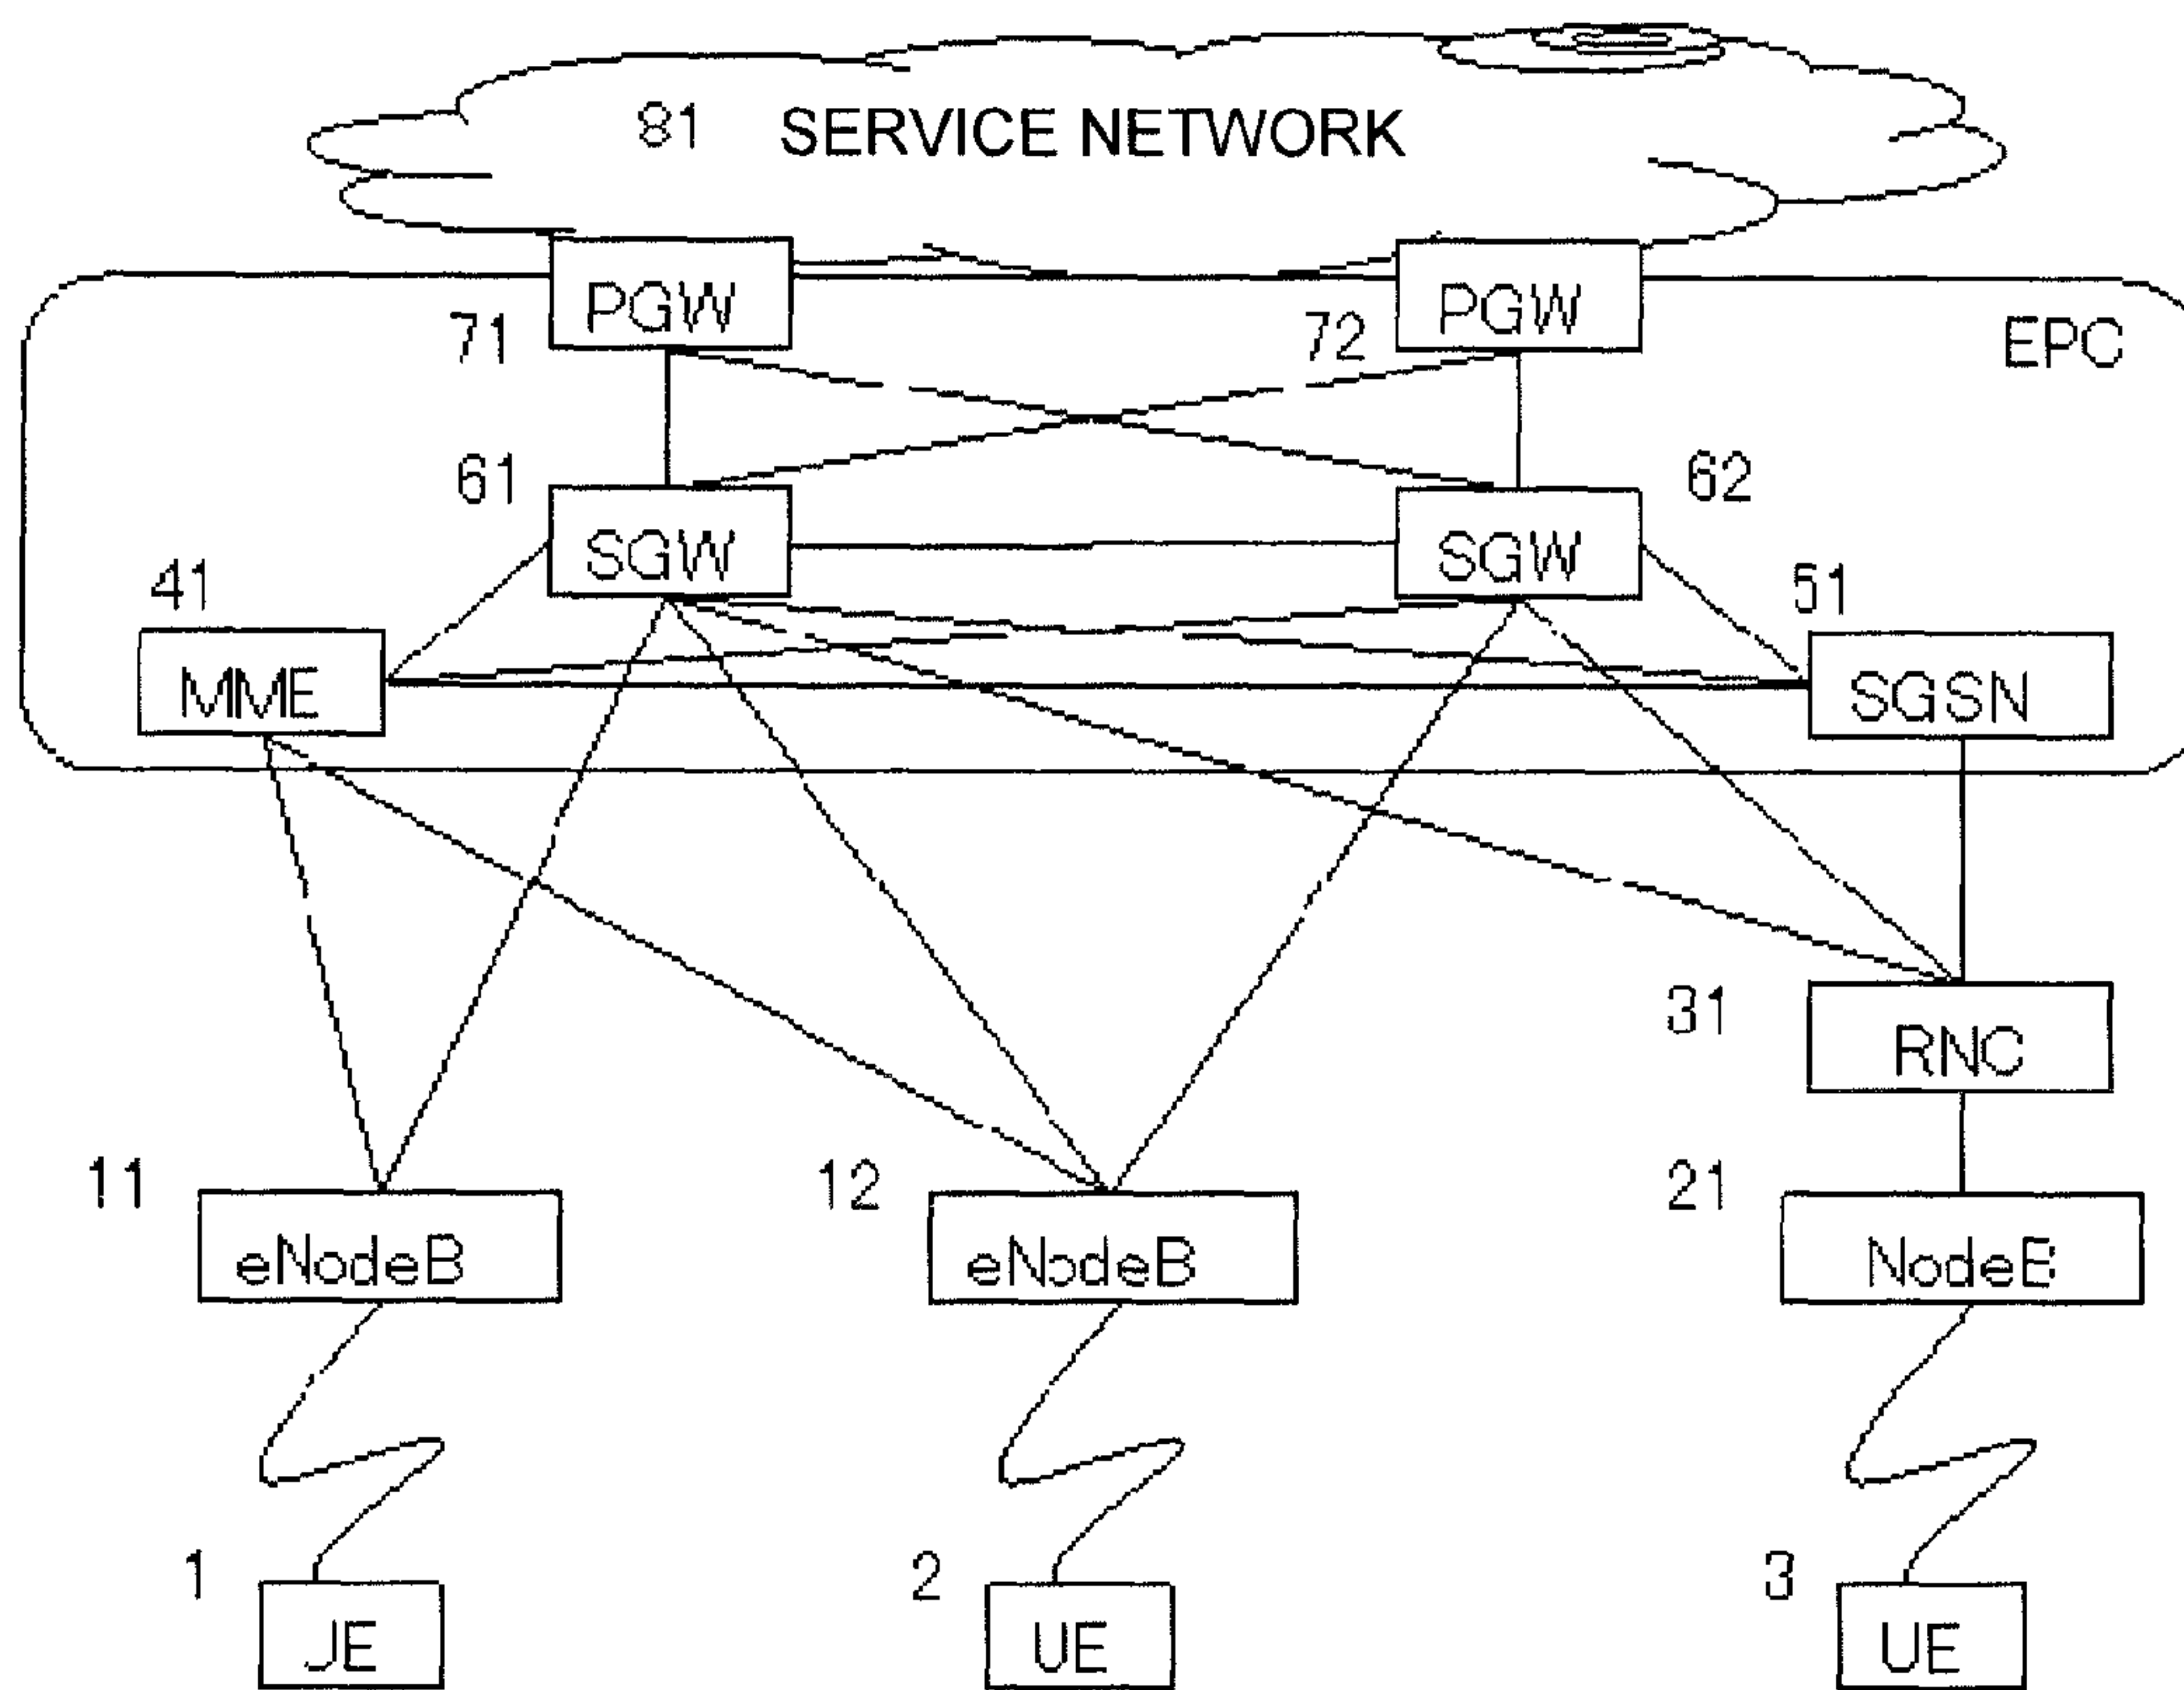 81 SERVICE NETWORK
PGW PGW
71 72 EPC
61 62
SGW SGW
41 51
MME SGSN
31
RNC
11 12 21
eNodeB eNodeB NodeB
1 2 3
JE UE UE